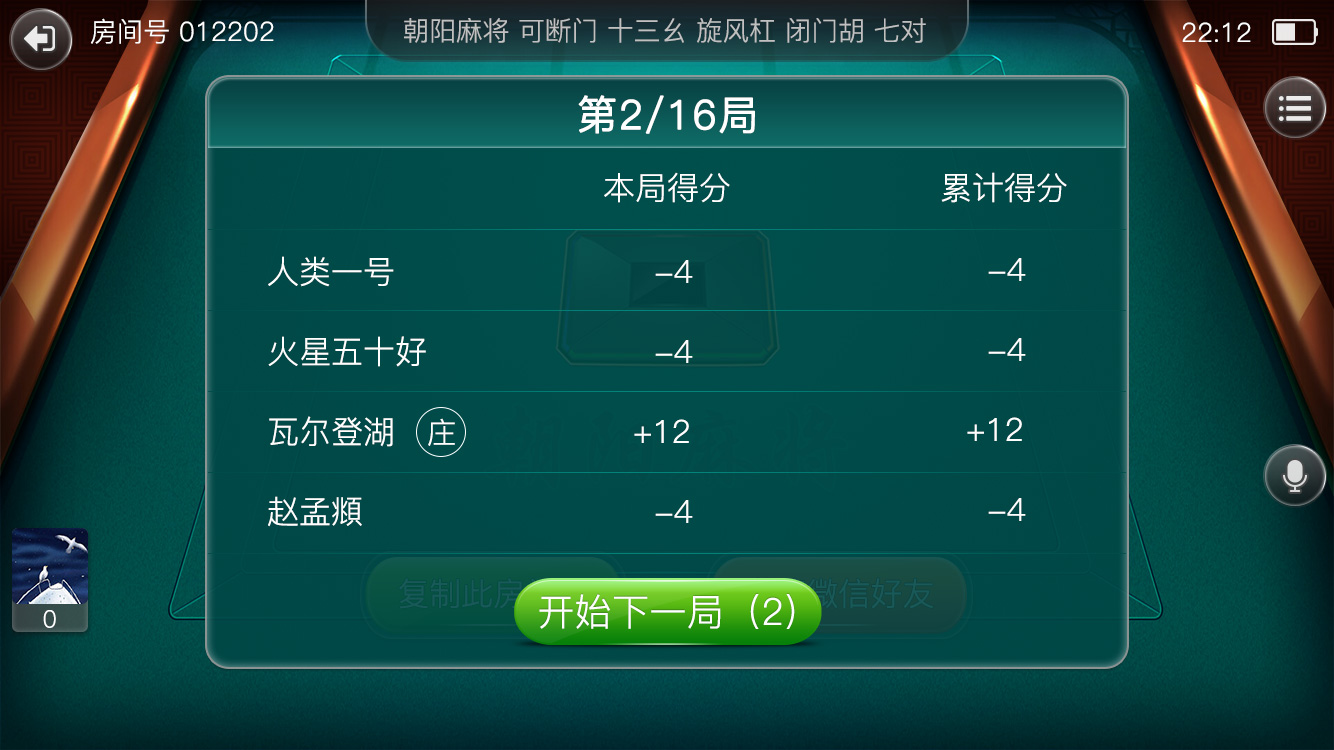 房间号 012202
朝阳麻将 可断门 十三幺 旋风杠 闭门胡 七对
22:12
第2/16局
本局得分 累计得分
人类一号 −4 −4
火星五十好 −4 −4
瓦尔登湖 庄 +12 +12
赵孟頫 −4 −4
复制此房
微信好友
开始下一局（2）
0